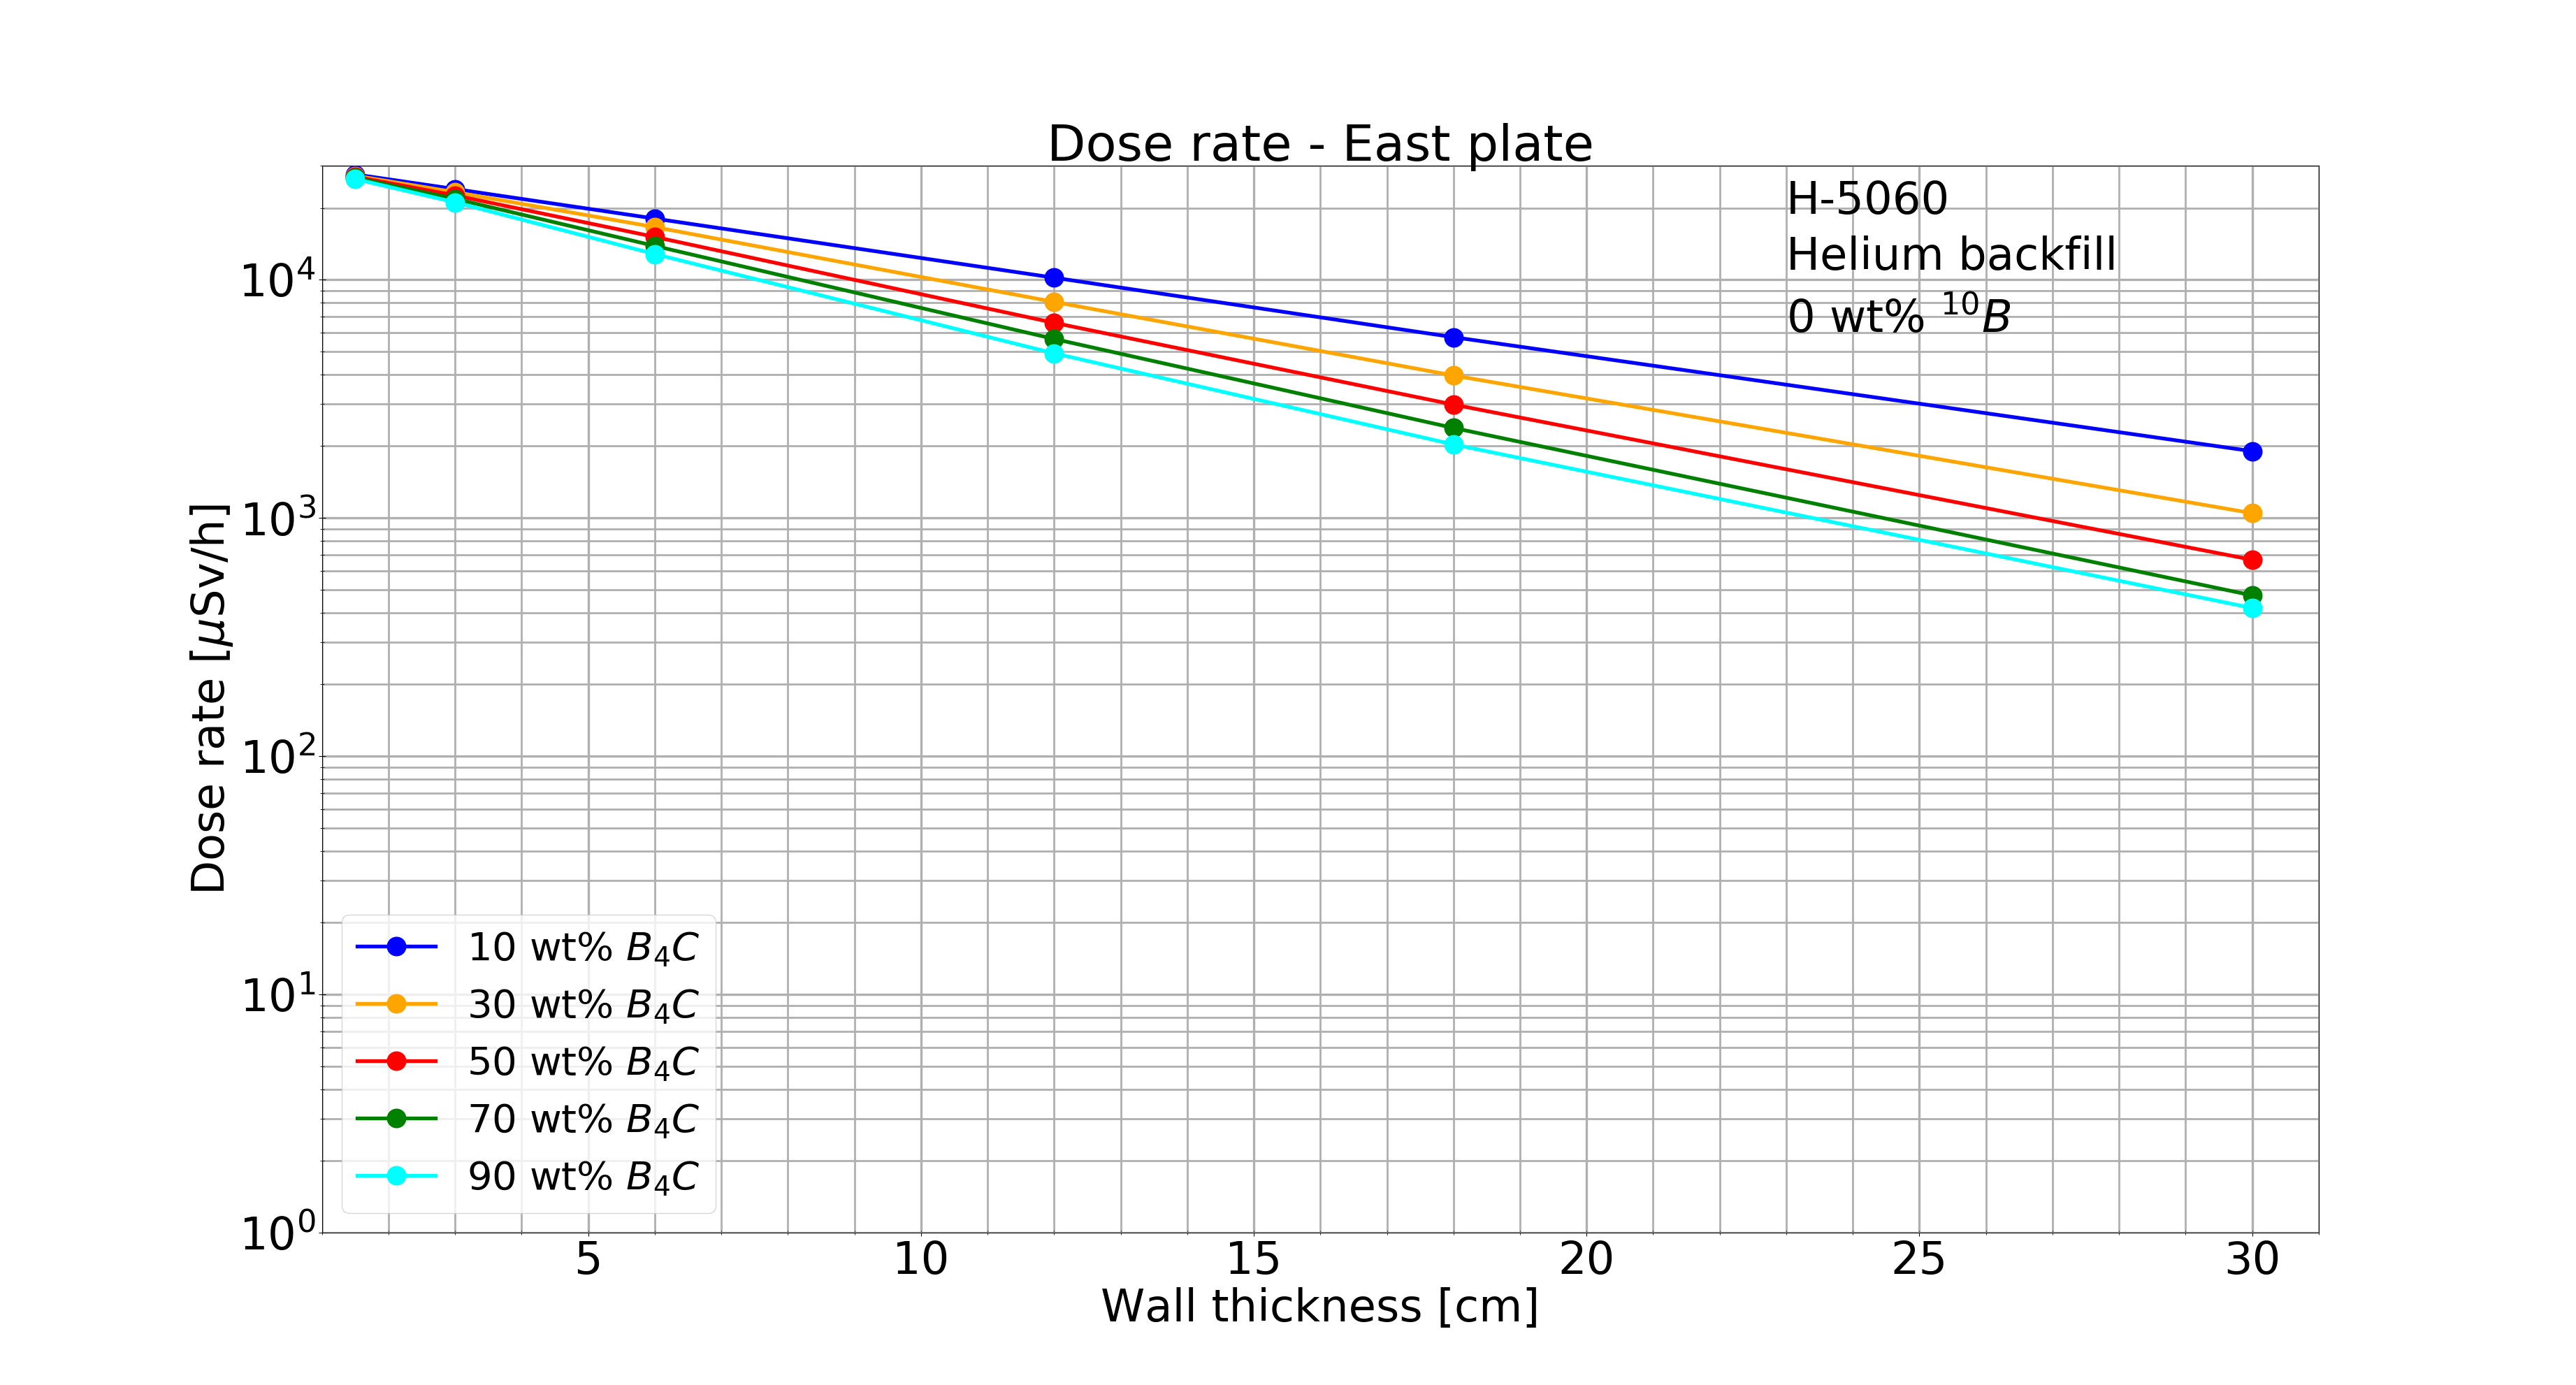 Dose rate - East plate
H-5060
Helium backfill
0 wt% ¹⁰B
Dose rate [μSv/h]
10⁴
10³
10²
10¹
10⁰
10 wt% B₄C
30 wt% B₄C
50 wt% B₄C
70 wt% B₄C
90 wt% B₄C
5 10 15 20 25 30
Wall thickness [cm]